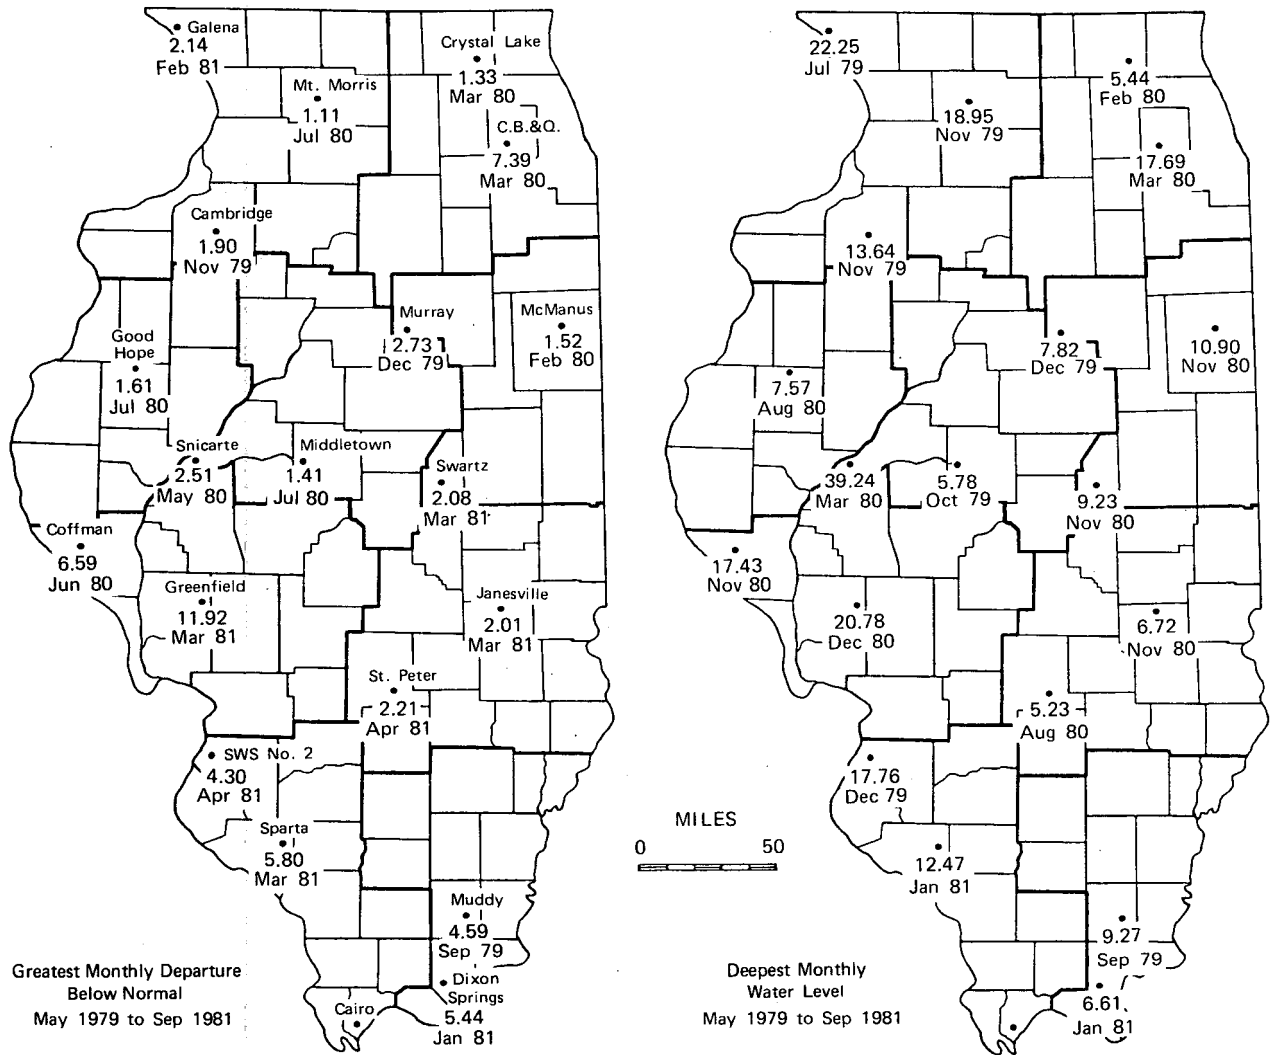 Galena
2.14
Feb 81
Crystal Lake
1.33
Mar 80
Mt. Morris
1.11
Jul 80
C.B.&Q.
7.39
Mar 80
Cambridge
1.90
Nov 79
Murray
2.73
Dec 79
McManus
1.52
Feb 80
Good
Hope
1.61
Jul 80
Snicarte
2.51
May 80
Middletown
1.41
Jul 80
Swartz
2.08
Mar 81
Coffman
6.59
Jun 80
Greenfield
11.92
Mar 81
Janesville
2.01
Mar 81
St. Peter
2.21
Apr 81
SWS No. 2
4.30
Apr 81
Sparta
5.80
Mar 81
Muddy
4.59
Sep 79
Dixon
Springs
5.44
Jan 81
Cairo
Greatest Monthly Departure
Below Normal
May 1979 to Sep 1981
MILES
0 50
22.25
Jul 79
5.44
Feb 80
18.95
Nov 79
17.69
Mar 80
13.64
Nov 79
7.82
Dec 79
10.90
Nov 80
7.57
Aug 80
39.24
Mar 80
5.78
Oct 79
9.23
Nov 80
17.43
Nov 80
20.78
Dec 80
6.72
Nov 80
5.23
Aug 80
17.76
Dec 79
12.47
Jan 81
9.27
Sep 79
6.61
Jan 81
Deepest Monthly
Water Level
May 1979 to Sep 1981